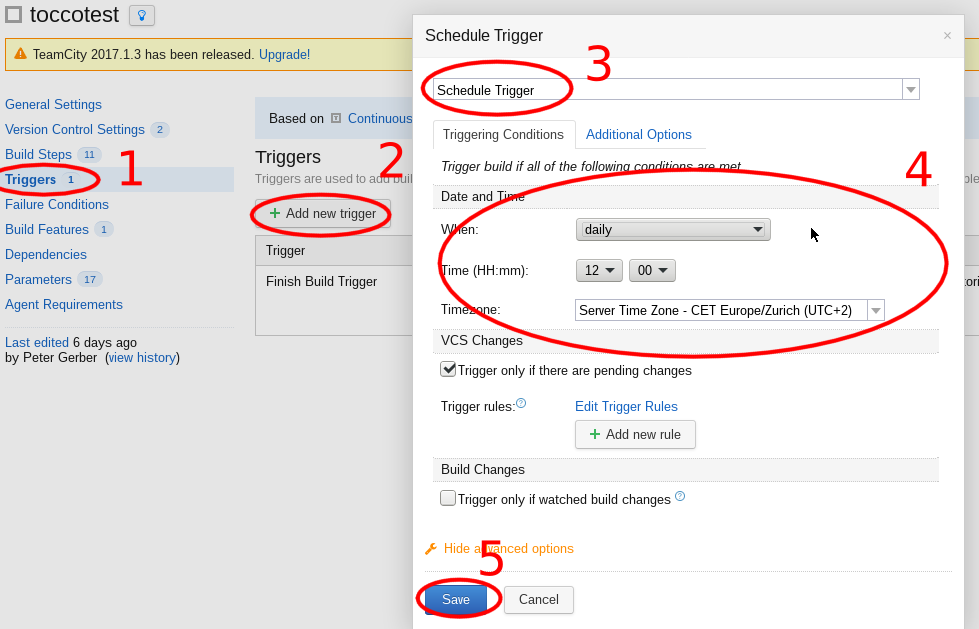 toccotest
TeamCity 2017.1.3 has been released. Upgrade!
General Settings
Version Control Settings 2
Build Steps 11
Triggers 1
Failure Conditions
Build Features 1
Dependencies
Parameters 17
Agent Requirements
Last edited 6 days ago
by Peter Gerber (view history)
1
Based on Continuous
Triggers
2
Triggers are used to add buil
+ Add new trigger
Trigger
Finish Build Trigger
Schedule Trigger ×
3
Schedule Trigger
Triggering Conditions Additional Options
4
Trigger build if all of the following conditions are met
Date and Time
When: daily
Time (HH:mm): 12 00
Timezone: Server Time Zone - CET Europe/Zurich (UTC+2)
VCS Changes
Trigger only if there are pending changes
Trigger rules:? Edit Trigger Rules
+ Add new rule
Build Changes
Trigger only if watched build changes ?
Hide advanced options
5
Save Cancel